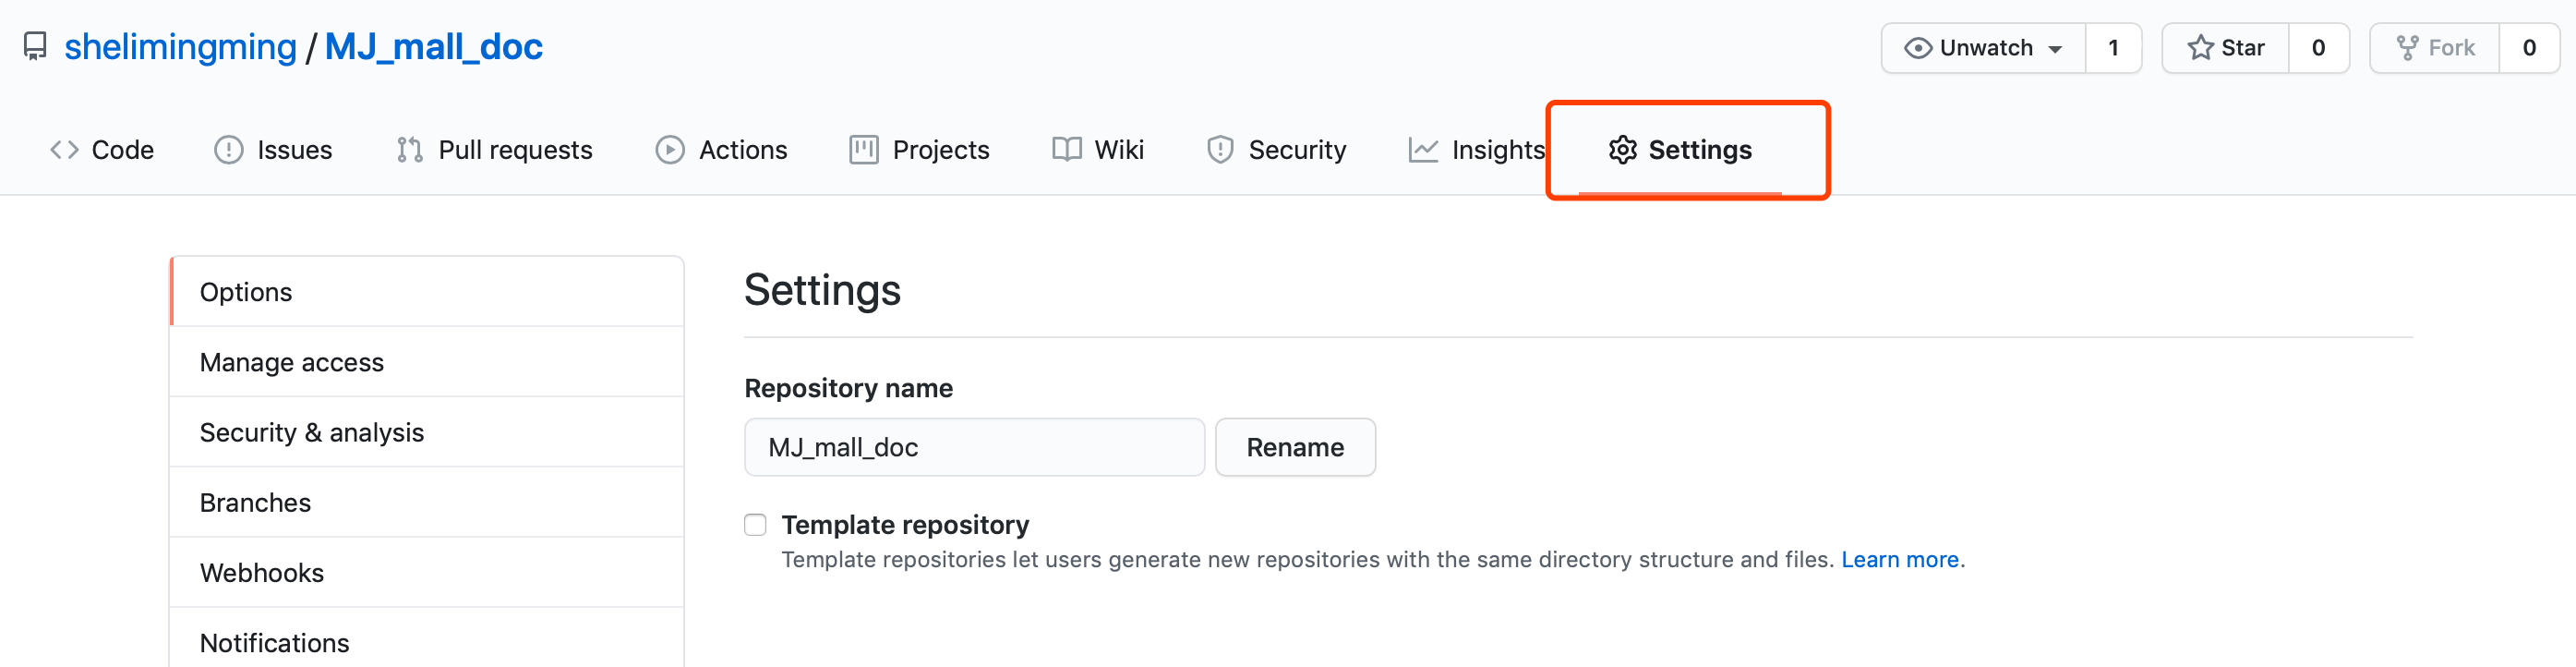 shelimingming / MJ_mall_doc
Unwatch 1 Star 0 Fork 0
Code Issues Pull requests Actions Projects Wiki Security Insights Settings
Options
Manage access
Security & analysis
Branches
Webhooks
Notifications
Settings
Repository name
MJ_mall_doc Rename
Template repository
Template repositories let users generate new repositories with the same directory structure and files. Learn more.